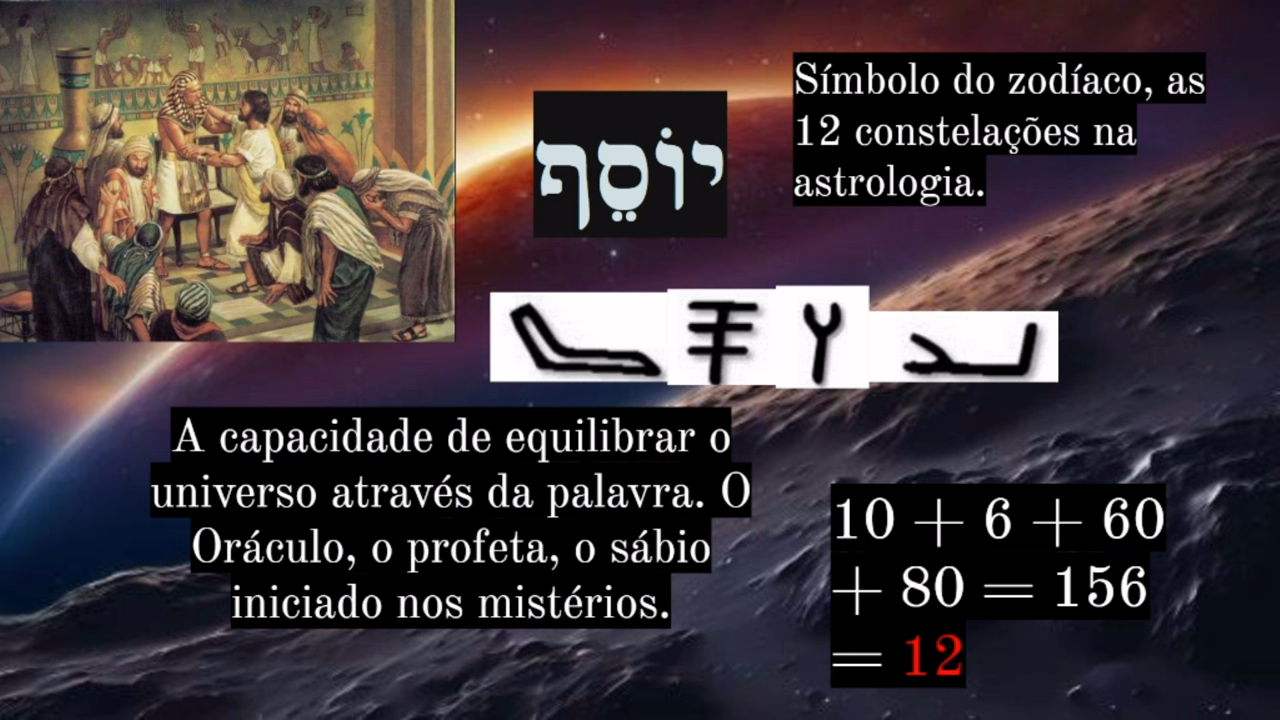 יוֹסֵף
Símbolo do zodíaco, as
12 constelações na
astrologia.
A capacidade de equilibrar o
universo através da palavra. O
Oráculo, o profeta, o sábio
iniciado nos mistérios.
10 + 6 + 60
+ 80 = 156
= 12